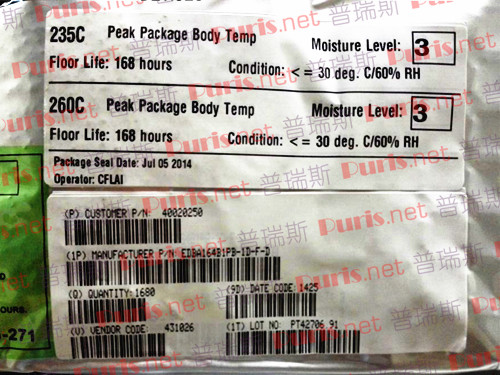 235C Peak Package Body Temp Moisture Level: 3
Floor Life: 168 hours Condition: < = 30 deg. C/60% RH
260C Peak Package Body Temp Moisture Level: 3
Floor Life: 168 hours Condition: < = 30 deg. C/60% RH
Package Seal Date: Jul 05 2014
Operator: CFLAI
(P) CUSTOMER P/N: 40020250
(1P) MANUFACTURER P/N: EDBA164B1PB-1D-F-D
(Q) QUANTITY: 1680 (9D) DATE CODE: 1425
(V) VENDOR CODE: 431026 (1T) LOT NO: PT42706.91
OURS.
-271
Puris.net 普瑞斯